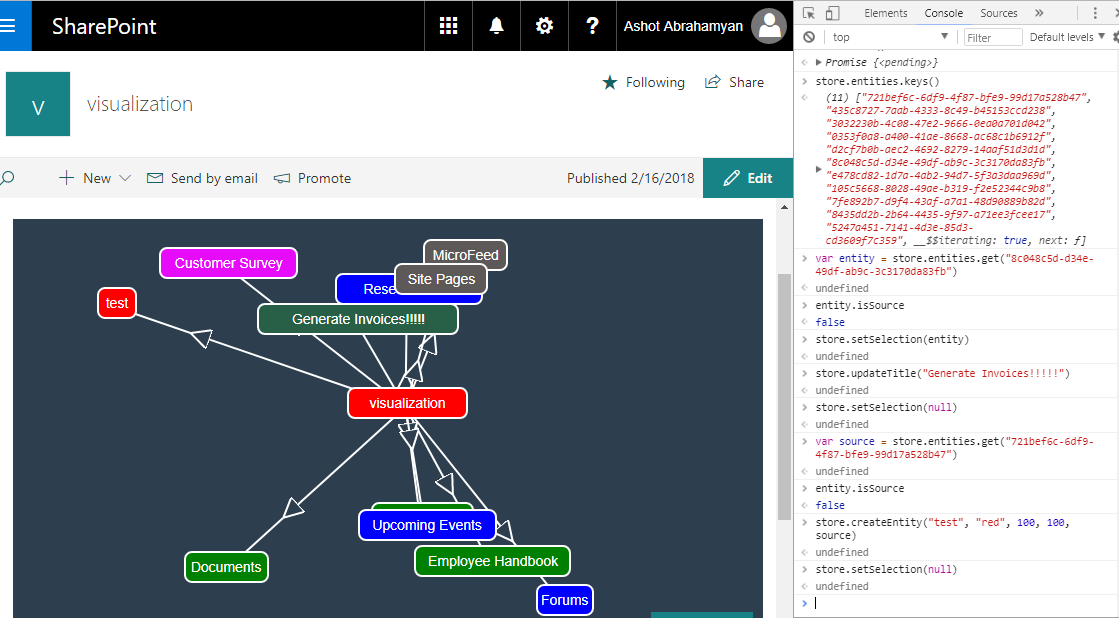 SharePoint
?
Ashot Abrahamyan
V
visualization
Following
Share
New
Send by email
Promote
Published 2/16/2018
Edit
MicroFeed
Customer Survey
Site Pages
Rese
test
Generate Invoices!!!!!
visualization
Upcoming Events
Employee Handbook
Documents
Forums
Elements
Console
Sources
»
top
Filter
Default levels
Promise {<pending>}
store.entities.keys()
(11) ["721bef6c-6df9-4f87-bfe9-99d17a528b47",
"435c8727-7aab-4333-8c49-b45153ccd238",
"3032230b-4c08-47e2-9666-0ea0a701d042",
"0353f0a8-a400-41ae-8668-ac68c1b6912f",
"d2cf7b0b-aec2-4692-8279-14aaf51d3d1d",
"8c048c5d-d34e-49df-ab9c-3c3170da83fb",
"e478cd82-1d7a-4ab2-94d7-5f3a3daa969d",
"105c5668-8028-49ae-b319-f2e52344c9b8",
"7fe892b7-d9f4-43af-a7a1-48d90889b82d",
"8435dd2b-2b64-4435-9f97-a71ee3fcee17",
"5247a451-7141-4d3e-85d3-
cd3609f7c359", __$$iterating: true, next: ƒ]
var entity = store.entities.get("8c048c5d-d34e-
49df-ab9c-3c3170da83fb")
undefined
entity.isSource
false
store.setSelection(entity)
undefined
store.updateTitle("Generate Invoices!!!!!")
undefined
store.setSelection(null)
undefined
var source = store.entities.get("721bef6c-6df9-
4f87-bfe9-99d17a528b47")
undefined
entity.isSource
false
store.createEntity("test", "red", 100, 100,
source)
undefined
store.setSelection(null)
undefined